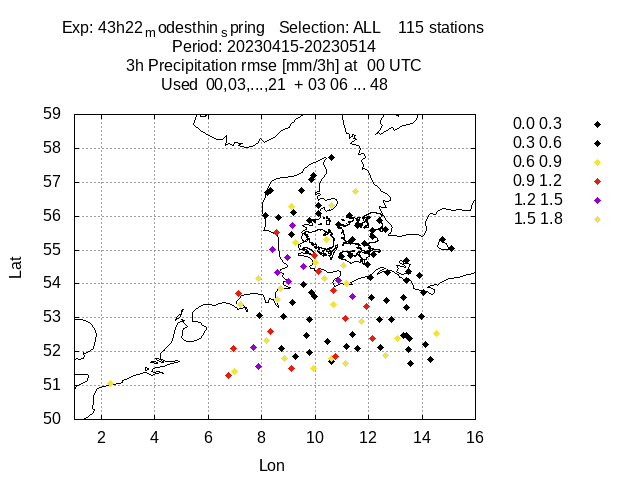 Exp: 43h22modesthinspring Selection: ALL 115 stations
Period: 20230415-20230514
3h Precipitation rmse [mm/3h] at 00 UTC
Used 00,03,...,21 + 03 06 ... 48
59
58
57
56
55
54
53
52
51
50
Lat
2 4 6 8 10 12 14 16
Lon
0.0 0.3
0.3 0.6
0.6 0.9
0.9 1.2
1.2 1.5
1.5 1.8